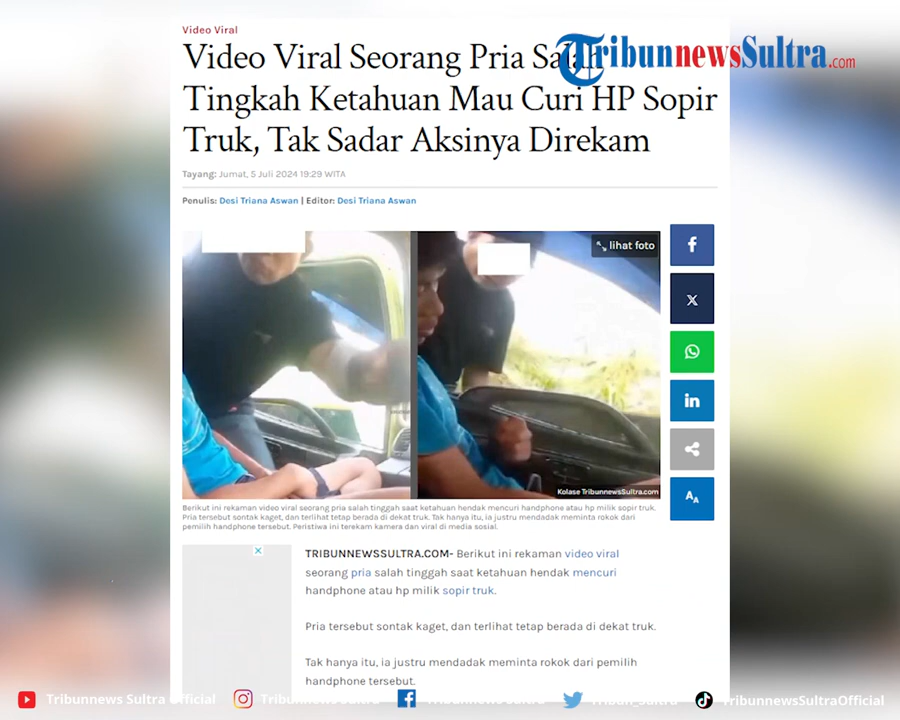 Video Viral
Video Viral Seorang Pria Salah
TribunnewsSultra.com
Tingkah Ketahuan Mau Curi HP Sopir
Truk, Tak Sadar Aksinya Direkam
Tayang: Jumat, 5 Juli 2024 19:29 WITA
Penulis: Desi Triana Aswan | Editor: Desi Triana Aswan
lihat foto
Kolase TribunnewsSultra.com
Berikut ini rekaman video viral seorang pria salah tinggah saat ketahuan hendak mencuri handphone atau hp milik sopir truk.
Pria tersebut sontak kaget, dan terlihat tetap berada di dekat truk. Tak hanya itu, ia justru mendadak meminta rokok dari
pemilih handphone tersebut. Peristiwa ini terekam kamera dan viral di media sosial.
TRIBUNNEWSSULTRA.COM- Berikut ini rekaman video viral
seorang pria salah tinggah saat ketahuan hendak mencuri
handphone atau hp milik sopir truk.
Pria tersebut sontak kaget, dan terlihat tetap berada di dekat truk.
Tak hanya itu, ia justru mendadak meminta rokok dari pemilih
handphone tersebut.
Tribunnews Sultra Official
TribunnewsSultraOfficial